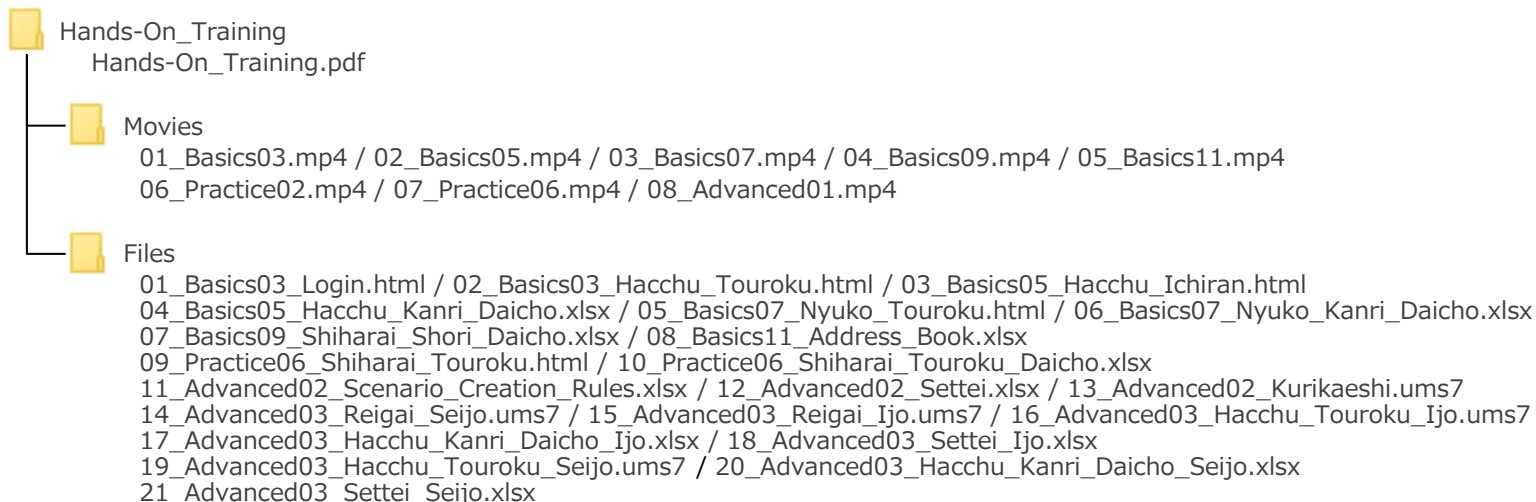 Hands-On_Training
Hands-On_Training.pdf
Movies
01_Basics03.mp4 / 02_Basics05.mp4 / 03_Basics07.mp4 / 04_Basics09.mp4 / 05_Basics11.mp4
06_Practice02.mp4 / 07_Practice06.mp4 / 08_Advanced01.mp4
Files
01_Basics03_Login.html / 02_Basics03_Hacchu_Touroku.html / 03_Basics05_Hacchu_Ichiran.html
04_Basics05_Hacchu_Kanri_Daicho.xlsx / 05_Basics07_Nyuko_Touroku.html / 06_Basics07_Nyuko_Kanri_Daicho.xlsx
07_Basics09_Shiharai_Shori_Daicho.xlsx / 08_Basics11_Address_Book.xlsx
09_Practice06_Shiharai_Touroku.html / 10_Practice06_Shiharai_Touroku_Daicho.xlsx
11_Advanced02_Scenario_Creation_Rules.xlsx / 12_Advanced02_Settei.xlsx / 13_Advanced02_Kurikaeshi.ums7
14_Advanced03_Reigai_Seijo.ums7 / 15_Advanced03_Reigai_Ijo.ums7 / 16_Advanced03_Hacchu_Touroku_Ijo.ums7
17_Advanced03_Hacchu_Kanri_Daicho_Ijo.xlsx / 18_Advanced03_Settei_Ijo.xlsx
19_Advanced03_Hacchu_Touroku_Seijo.ums7 / 20_Advanced03_Hacchu_Kanri_Daicho_Seijo.xlsx
21_Advanced03_Settei_Seijo.xlsx